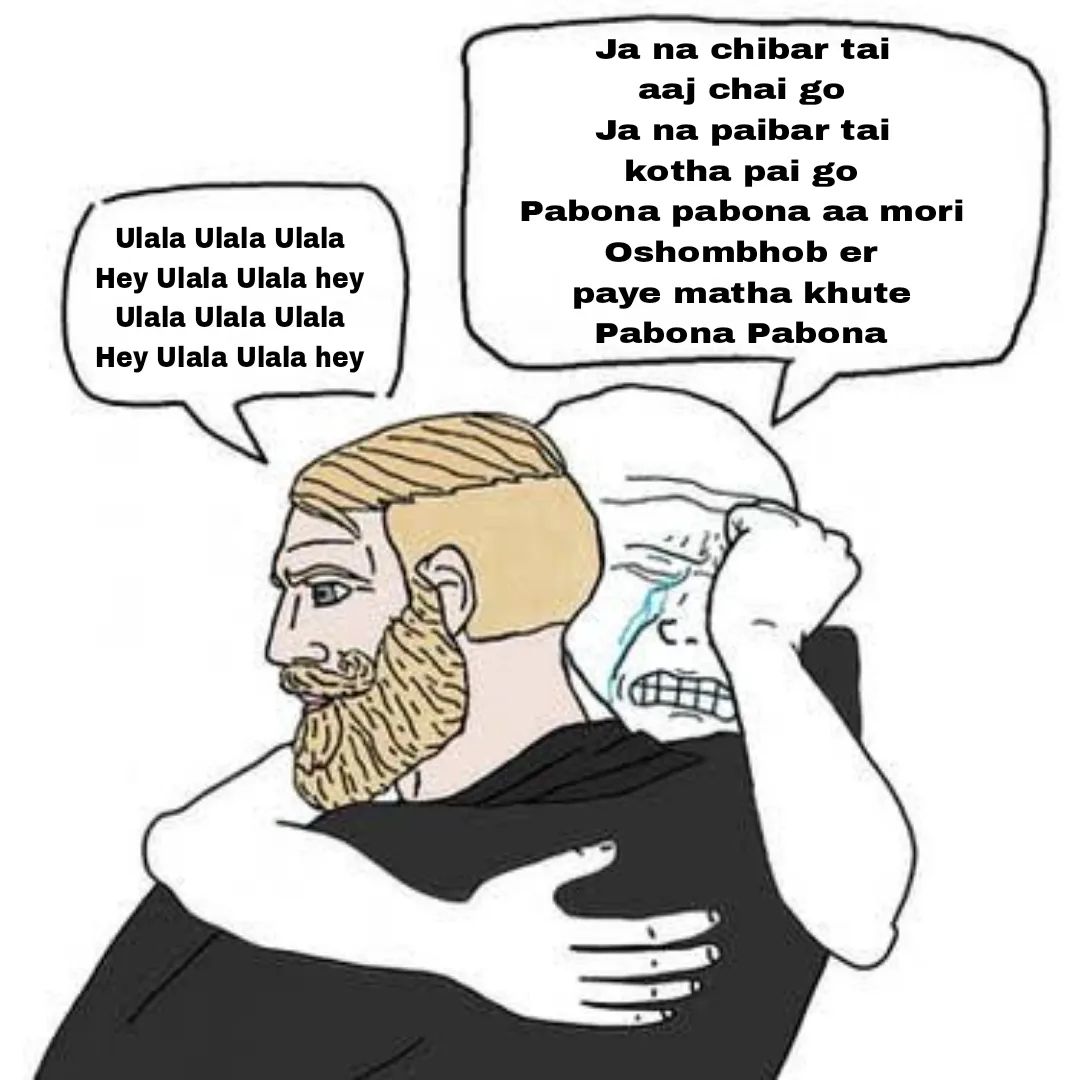 Ulala Ulala Ulala
Hey Ulala Ulala hey
Ulala Ulala Ulala
Hey Ulala Ulala hey
Ja na chibar tai
aaj chai go
Ja na paibar tai
kotha pai go
Pabona pabona aa mori
Oshombhob er
paye matha khute
Pabona Pabona